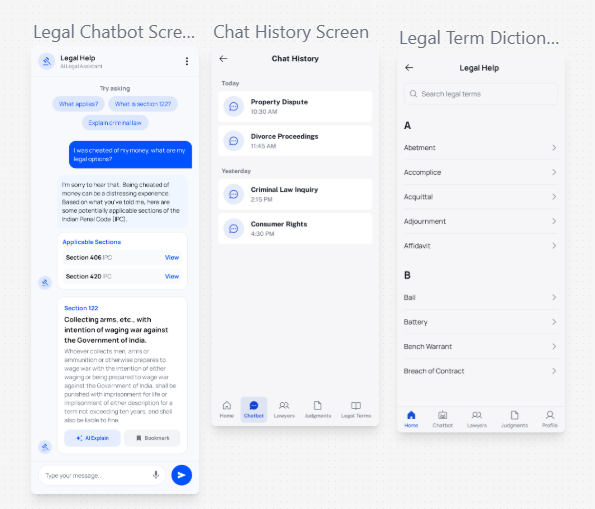 Legal Chatbot Scre...
Legal Help
AI Legal Assistant
Try asking
What applies?
What is section 122?
Explain criminal law
I was cheated of my money, what are my
legal options?
I'm sorry to hear that. Being cheated of
money can be a distressing experience.
Based on what you've told me, here are
some potentially applicable sections of the
Indian Penal Code (IPC).
Applicable Sections
Section 406 IPC
View
Section 420 IPC
View
Section 122
Collecting arms, etc., with
intention of waging war against
the Government of India.
Whoever collects men, arms or
ammunition or otherwise prepares to
wage war with the intention of either
waging or being prepared to wage war
against the Government of India, shall be
punished with imprisonment for life or
imprisonment of either description for a
term not exceeding ten years, and shall
also be liable to fine.
AI Explain
Bookmark
Type your message...
Chat History Screen
Chat History
Today
Property Dispute
10:30 AM
Divorce Proceedings
11:45 AM
Yesterday
Criminal Law Inquiry
2:15 PM
Consumer Rights
4:30 PM
Home
Chatbot
Lawyers
Judgments
Legal Terms
Legal Term Diction...
Legal Help
Search legal terms
A
Abetment
Accomplice
Acquittal
Adjournment
Affidavit
B
Bail
Battery
Bench Warrant
Breach of Contract
Home
Chatbot
Lawyers
Judgments
Profile